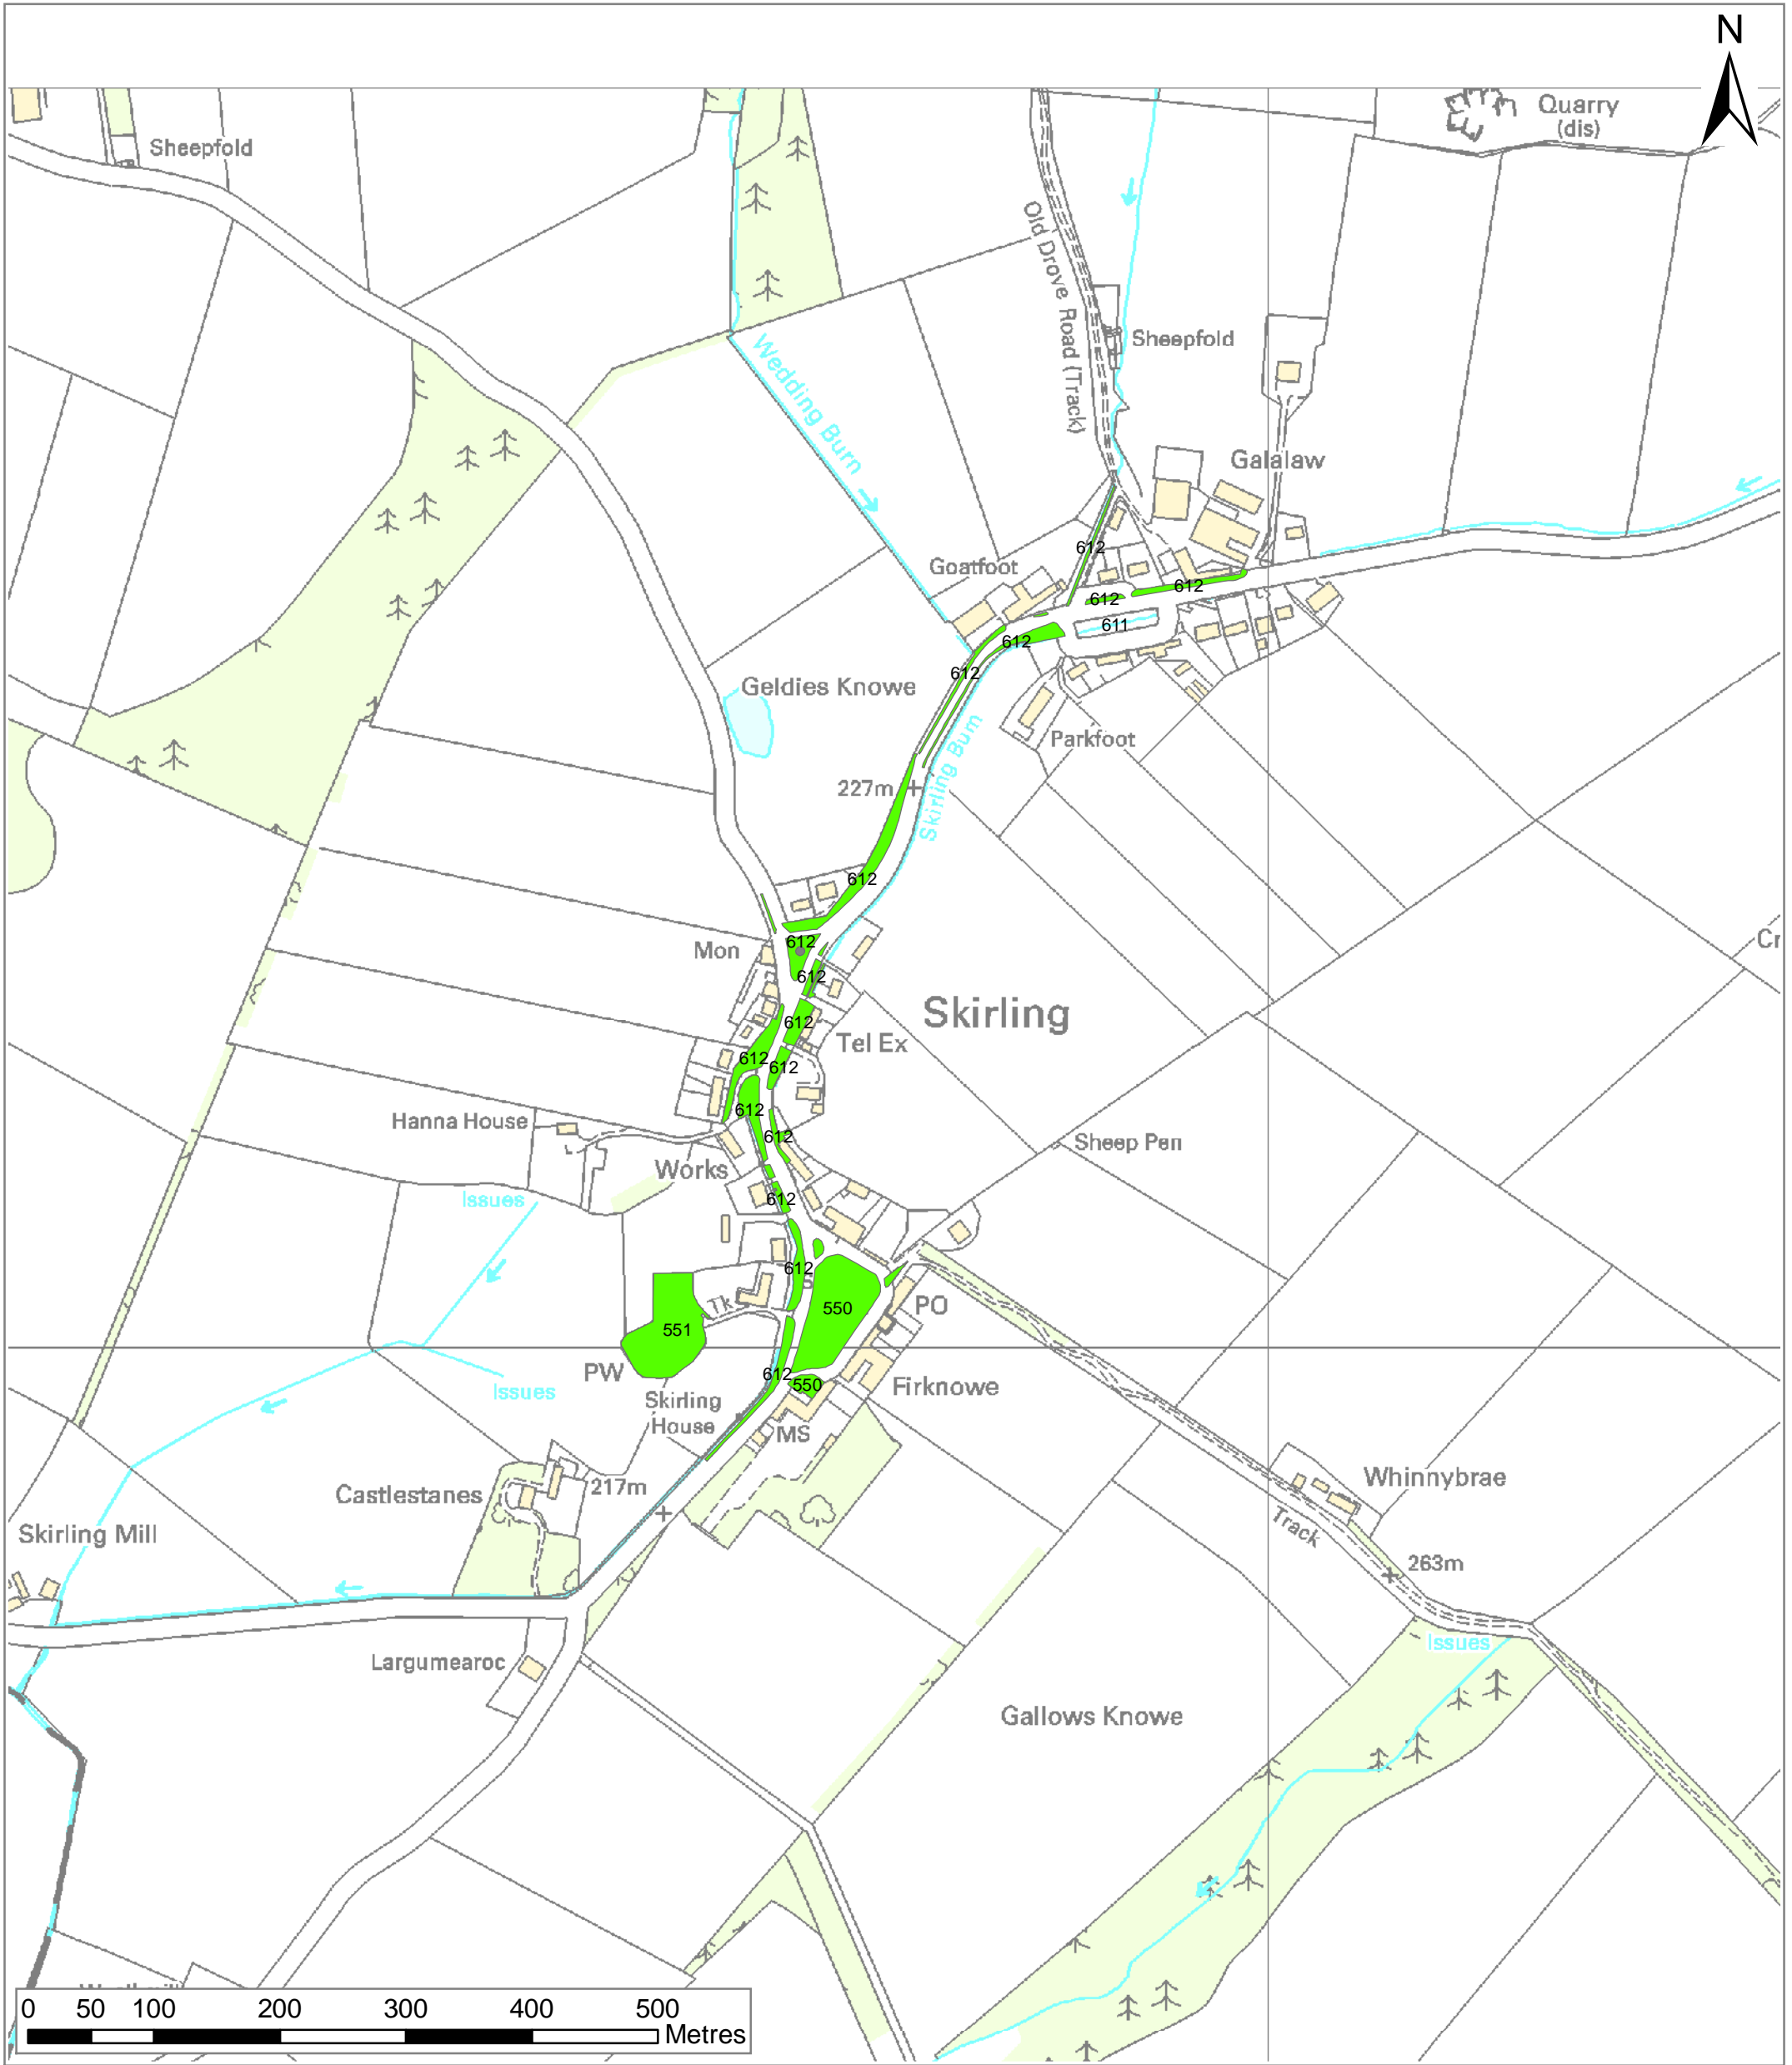 N
Quarry
(dis)
Sheepfold
Old Drove Road (Track)
Sheepfold
Wedding Burn
Galalaw
612
Goatfoot
612
612
611
612
612
Geldies Knowe
Parkfoot
Skirling Burn
227m
612
Mon
612
612
Cr
Skirling
612
Tel Ex
612
612
612
Hanna House
612
Sheep Pen
Works
612
Issues
612
550
PO
Tk
551
PW
612
550
Firknowe
Issues
Skirling
House
MS
217m
Castlestanes
Whinnybrae
Track
Skirling Mill
263m
Issues
Largumearoc
Gallows Knowe
0 50 100 200 300 400 500
Metres